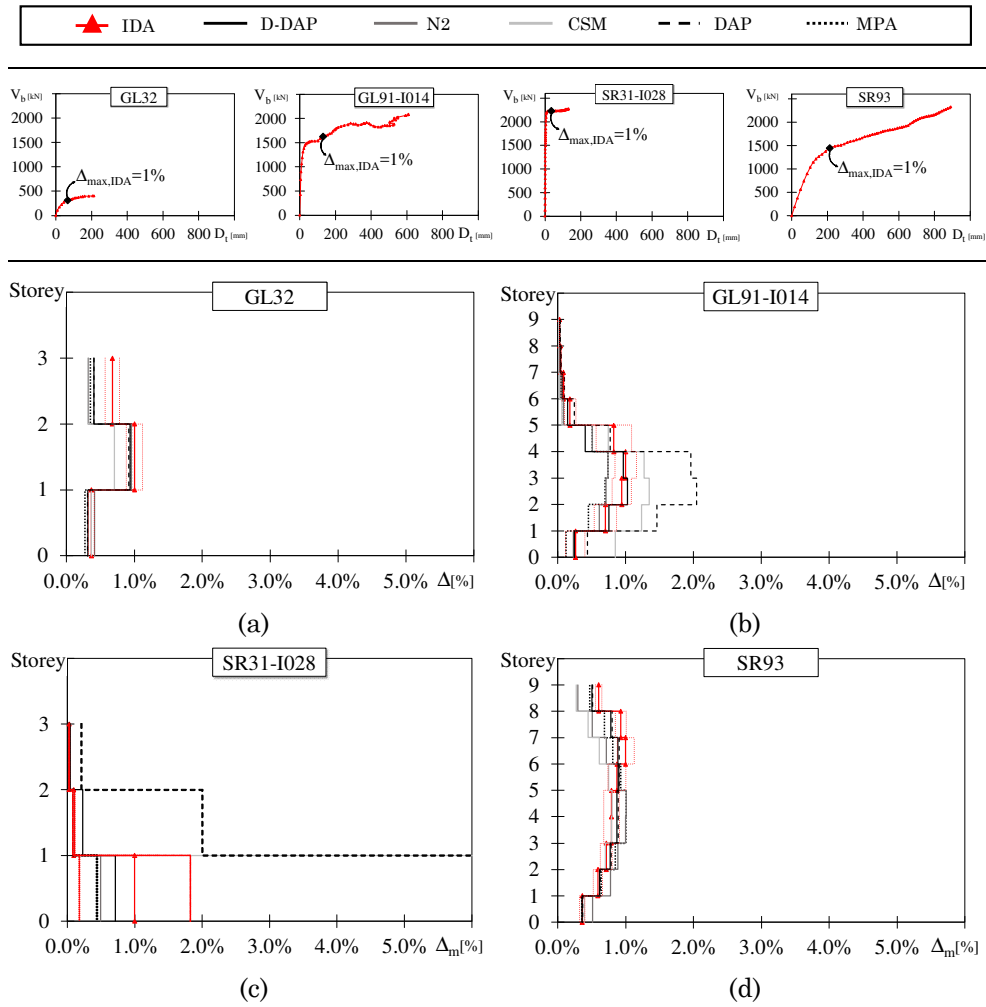 IDA D-DAP N2 CSM DAP MPA
V_b [kN] GL32 V_b [kN] GL91-I014 V_b [kN] SR31-I028 V_b [kN] SR93
2500 2500 2500 2500
2000 2000 2000 2000
1500 1500 1500 1500
1000 1000 1000 1000
500 500 500 500
0 0 0 0
Δmax,IDA=1% Δmax,IDA=1% Δmax,IDA=1% Δmax,IDA=1%
0 200 400 600 800 D_t [mm] 0 200 400 600 800 D_t [mm] 0 200 400 600 800 D_t [mm] 0 200 400 600 800 D_t [mm]
Storey GL32
3
2
1
0
0.0% 1.0% 2.0% 3.0% 4.0% 5.0% Δ[%]
(a)
Storey GL91-I014
9
8
7
6
5
4
3
2
1
0
0.0% 1.0% 2.0% 3.0% 4.0% 5.0% Δ[%]
(b)
Storey SR31-I028
3
2
1
0
0.0% 1.0% 2.0% 3.0% 4.0% 5.0% Δm[%]
(c)
Storey SR93
9
8
7
6
5
4
3
2
1
0
0.0% 1.0% 2.0% 3.0% 4.0% 5.0% Δm[%]
(d)